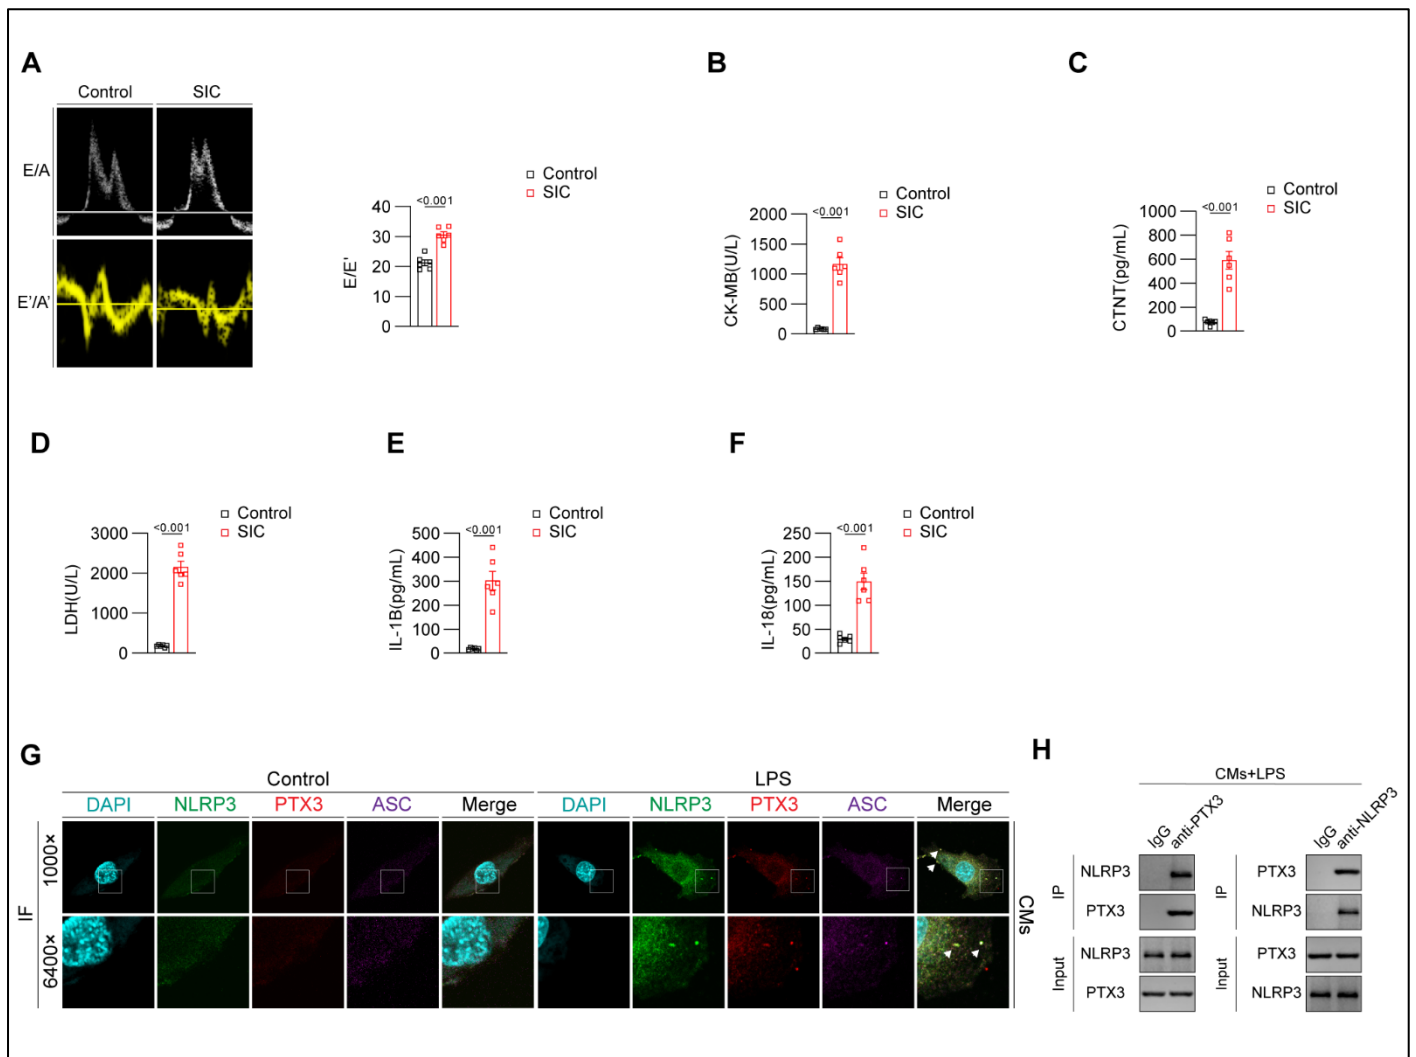 A
Control SIC
E/A
E'/A'
Control
SIC
<0.001
40
30
20
10
0
E/E'
B
Control
SIC
<0.001
2000
1500
1000
500
0
CK-MB(U/L)
C
Control
SIC
<0.001
1000
800
600
400
200
0
CTNT(pg/mL)
D
Control
SIC
<0.001
3000
2000
1000
0
LDH(U/L)
E
Control
SIC
<0.001
500
400
300
200
100
0
IL-1B(pg/mL)
F
Control
SIC
<0.001
250
200
150
100
50
0
IL-18(pg/mL)
G
Control LPS
DAPI NLRP3 PTX3 ASC Merge DAPI NLRP3 PTX3 ASC Merge
IF
1000×
6400×
CMs
H
CMs+LPS
IgG anti-PTX3
IP
NLRP3
PTX3
Input
NLRP3
PTX3
IgG anti-NLRP3
IP
PTX3
NLRP3
Input
PTX3
NLRP3